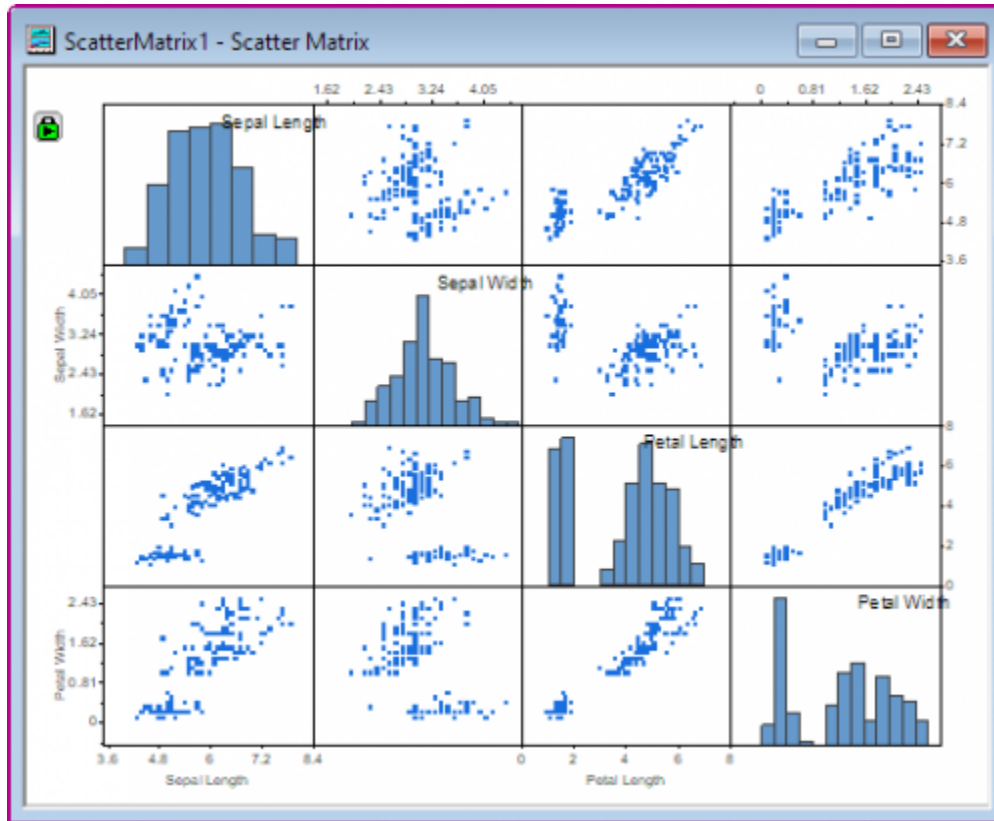 ScatterMatrix1 - Scatter Matrix
1.62 2.43 3.24 4.05 0 0.81 1.62 2.43
Sepal Length
8.4
7.2
6
4.8
3.6
Sepal Width
4.05
3.24
2.43
1.62
Sepal Width
Petal Length
8
6
4
2
0
Petal Width
2.43
1.62
0.81
0
Petal Width
3.6 4.8 6 7.2 8.4 0 2 4 6 8
Sepal Length Petal Length